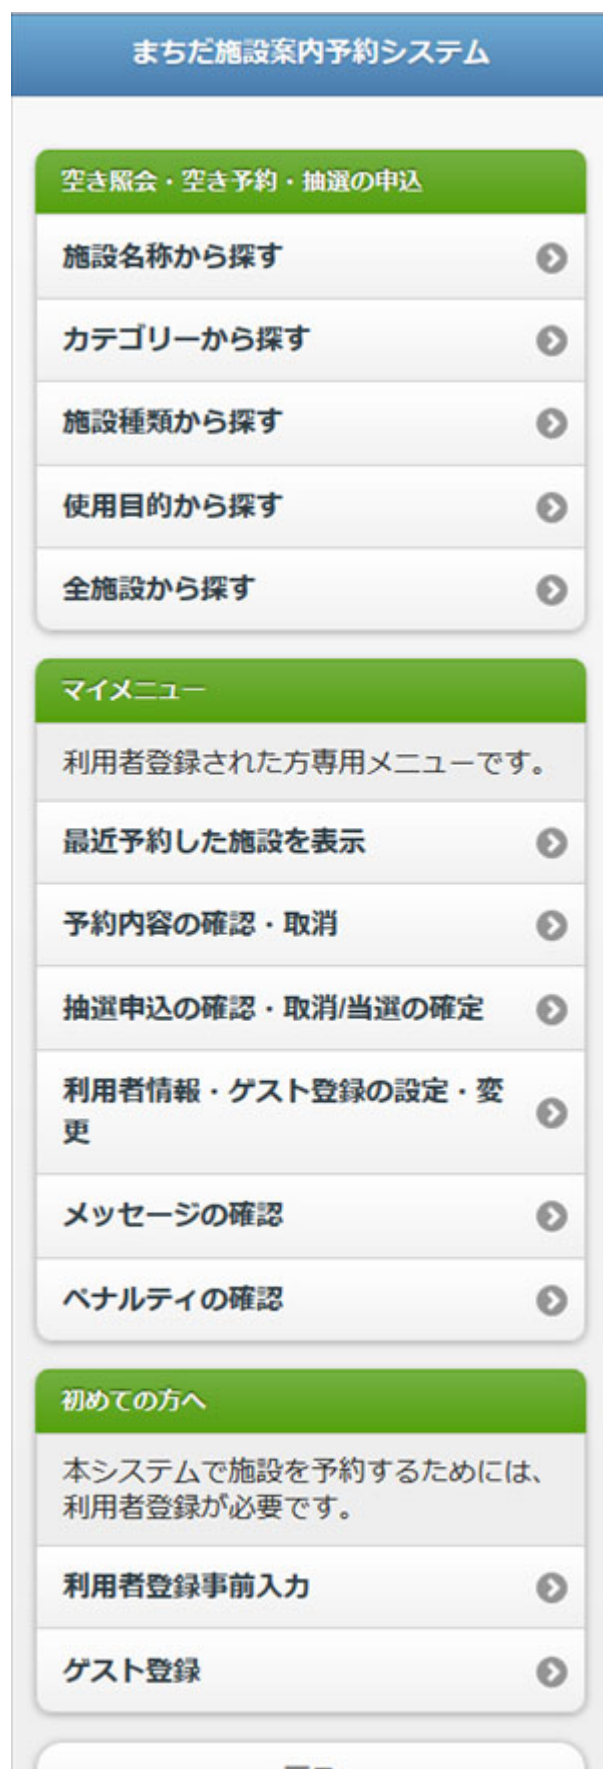 まちだ施設案内予約システム
空き照会・空き予約・抽選の申込
施設名称から探す
カテゴリーから探す
施設種類から探す
使用目的から探す
全施設から探す
マイメニュー
利用者登録された方専用メニューです。
最近予約した施設を表示
予約内容の確認・取消
抽選申込の確認・取消/当選の確定
利用者情報・ゲスト登録の設定・変
更
メッセージの確認
ペナルティの確認
初めての方へ
本システムで施設を予約するためには、
利用者登録が必要です。
利用者登録事前入力
ゲスト登録